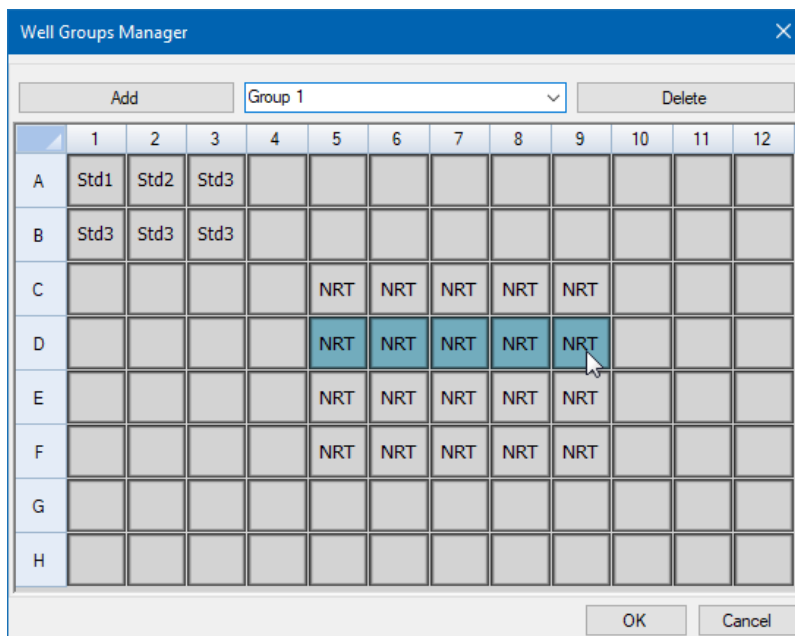 Well Groups Manager
Add Group 1 Delete
1 2 3 4 5 6 7 8 9 10 11 12
A Std1 Std2 Std3
B Std3 Std3 Std3
C NRT NRT NRT NRT NRT
D NRT NRT NRT NRT NRT
E NRT NRT NRT NRT NRT
F NRT NRT NRT NRT NRT
G
H
OK Cancel